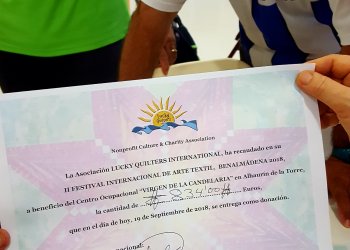 Lucky Quilters
Nonprofit Culture & Charity Association
La Asociación LUCKY QUILTERS INTERNATIONAL, ha recaudado en su
II FESTIVAL INTERNACIONAL DE ARTE TEXTIL, BENALMÁDENA 2018,
a beneficio del Centro Ocupacional "VIRGEN DE LA CANDELARIA" en Alhaurín de la Torre,
la cantidad de Euros,
que en el día de hoy, 19 de Septiembre de 2018, se entrega como donación.